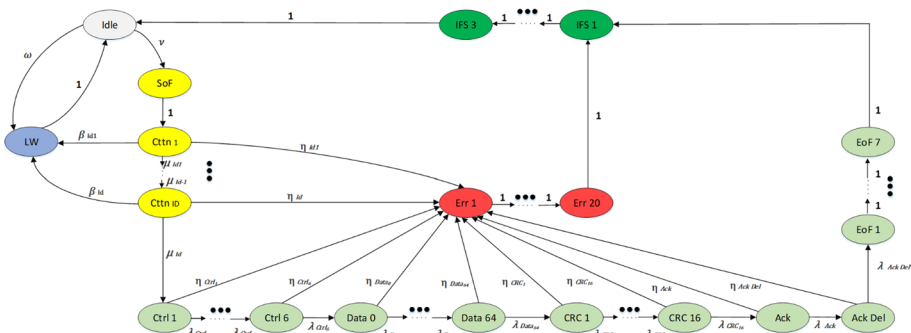 1
Idle
IFS 3
1
1
IFS 1
ω
ν
1
SoF
1
1
1
LW
β Id1
Cttn 1
η Id1
EoF 7
μ Id1
μ Id-1
1
β Id
Cttn ID
η Id
Err 1
1
1
Err 20
1
EoF 1
μ Id
λ Ack Del
η Ctrl1
η Ctrl6
η Data0
η Data64
η CRC1
η CRC16
η Ack
η Ack Del
Ctrl 1
Ctrl 6
Data 0
Data 64
CRC 1
CRC 16
Ack
Ack Del
λ Ctrl6
λ Data64
λ CRC16
λ Ack